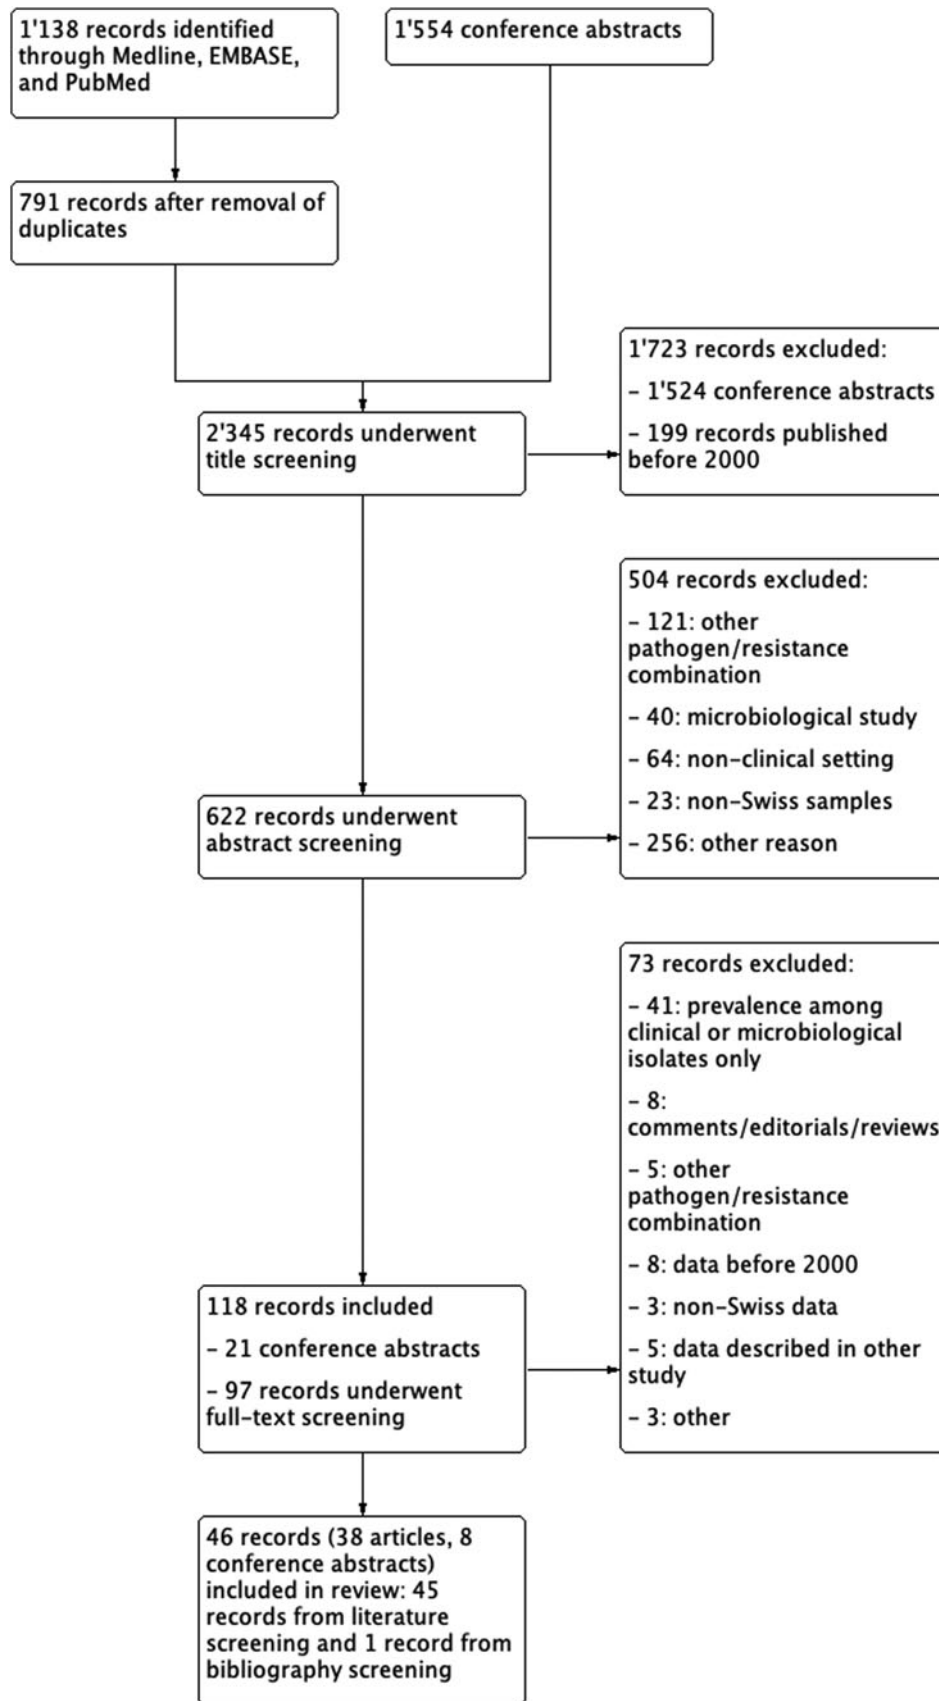 1'138 records identified
through Medline, EMBASE,
and PubMed
1'554 conference abstracts
791 records after removal of
duplicates
1'723 records excluded:
– 1'524 conference abstracts
– 199 records published
before 2000
2'345 records underwent
title screening
504 records excluded:
– 121: other
pathogen/resistance
combination
– 40: microbiological study
– 64: non–clinical setting
– 23: non–Swiss samples
– 256: other reason
622 records underwent
abstract screening
73 records excluded:
– 41: prevalence among
clinical or microbiological
isolates only
– 8:
comments/editorials/reviews
– 5: other
pathogen/resistance
combination
– 8: data before 2000
– 3: non–Swiss data
– 5: data described in other
study
– 3: other
118 records included
– 21 conference abstracts
– 97 records underwent
full–text screening
46 records (38 articles, 8
conference abstracts)
included in review: 45
records from literature
screening and 1 record from
bibliography screening